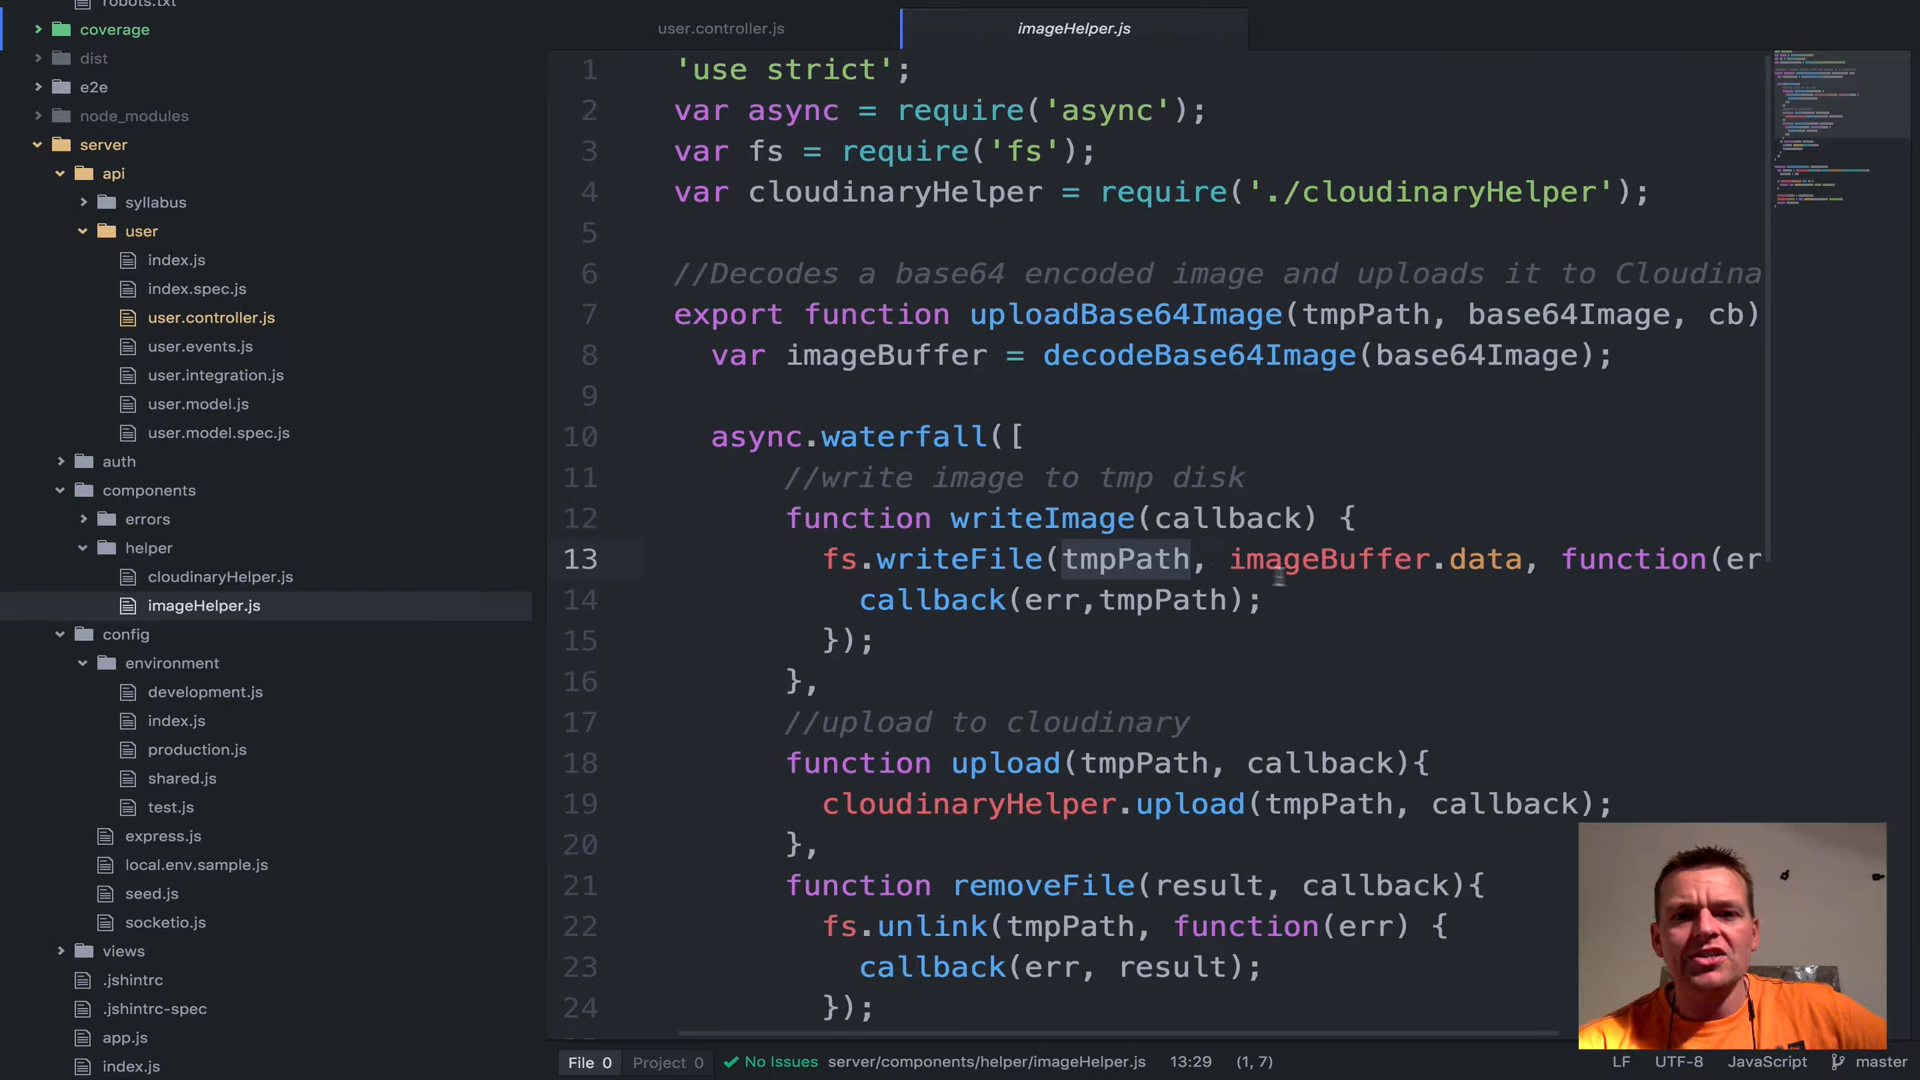 robots.txt
coverage
dist
e2e
node_modules
server
api
syllabus
user
index.js
index.spec.js
user.controller.js
user.events.js
user.integration.js
user.model.js
user.model.spec.js
auth
components
errors
helper
cloudinaryHelper.js
imageHelper.js
config
environment
development.js
index.js
production.js
shared.js
test.js
express.js
local.env.sample.js
seed.js
socketio.js
views
.jshintrc
.jshintrc-spec
app.js
index.js
user.controller.js
imageHelper.js
1 'use strict';
2 var async = require('async');
3 var fs = require('fs');
4 var cloudinaryHelper = require('./cloudinaryHelper');
5
6 //Decodes a base64 encoded image and uploads it to Cloudina
7 export function uploadBase64Image(tmpPath, base64Image, cb)
8 var imageBuffer = decodeBase64Image(base64Image);
9
10 async.waterfall([
11 //write image to tmp disk
12 function writeImage(callback) {
13 fs.writeFile(tmpPath, imageBuffer.data, function(er
14 callback(err,tmpPath);
15 });
16 },
17 //upload to cloudinary
18 function upload(tmpPath, callback){
19 cloudinaryHelper.upload(tmpPath, callback);
20 },
21 function removeFile(result, callback){
22 fs.unlink(tmpPath, function(err) {
23 callback(err, result);
24 });
File 0 Project 0 No Issues server/components/helper/imageHelper.js 13:29 (1, 7) LF UTF-8 JavaScript master